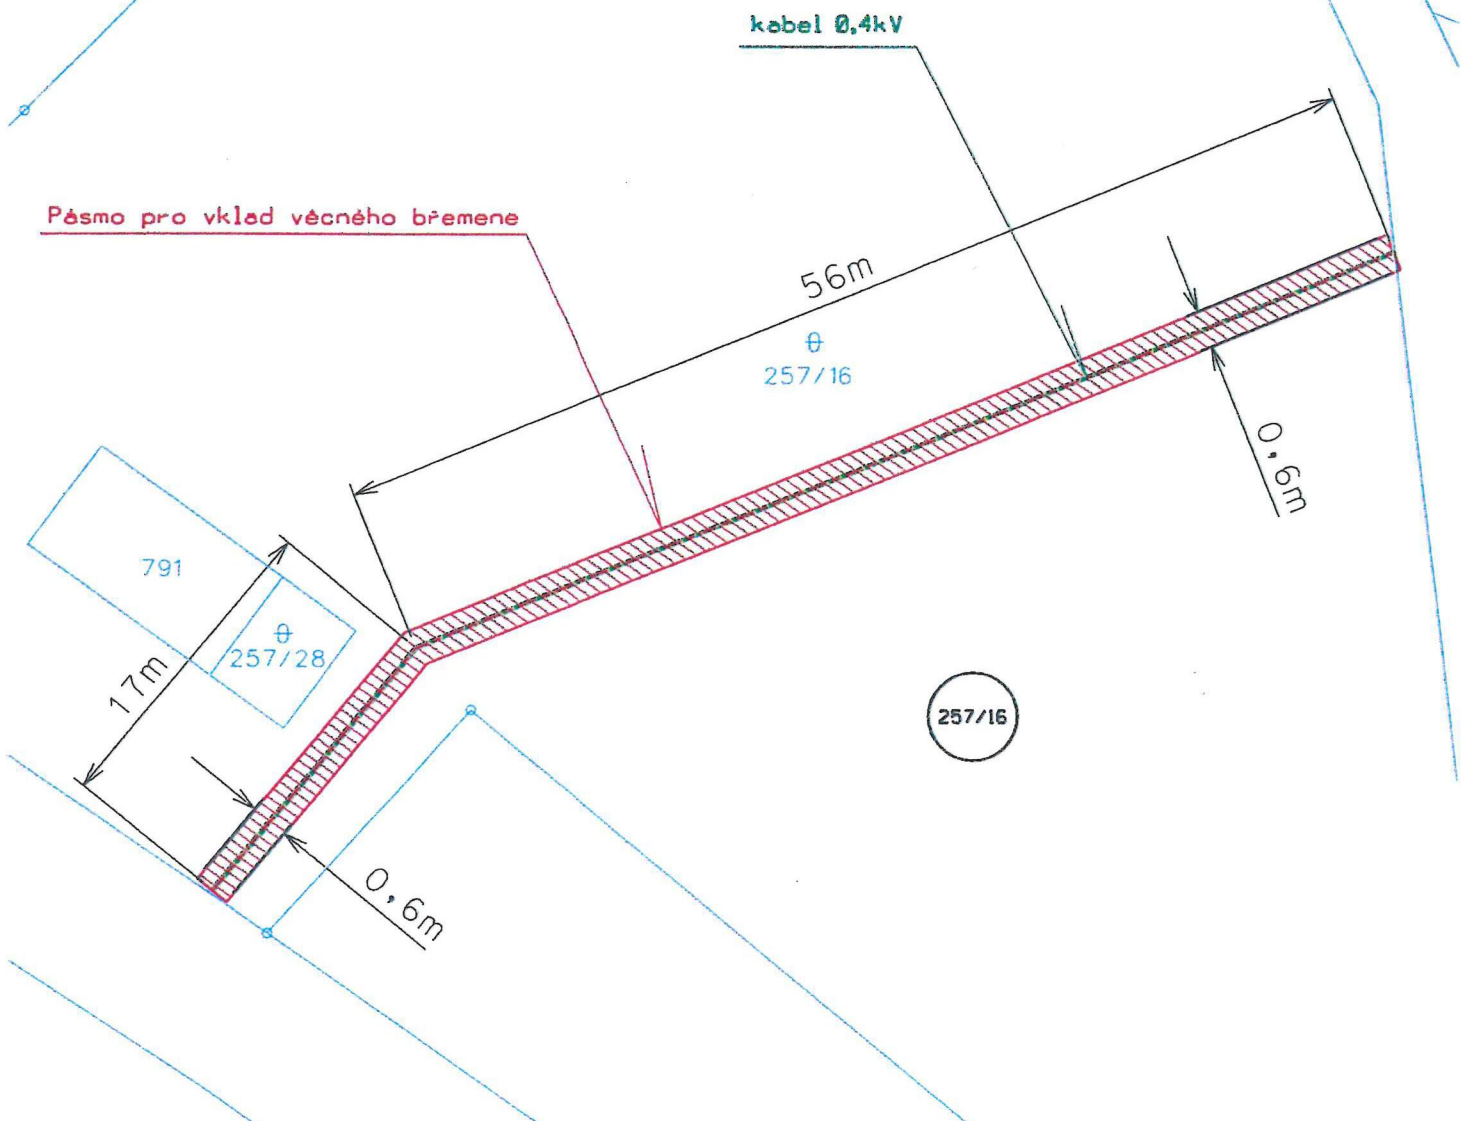 kabel 0,4kV
Pásmo pro vklad věcného břemene
56m
257/16
0,6m
791
257/28
17m
257/16
0,6m